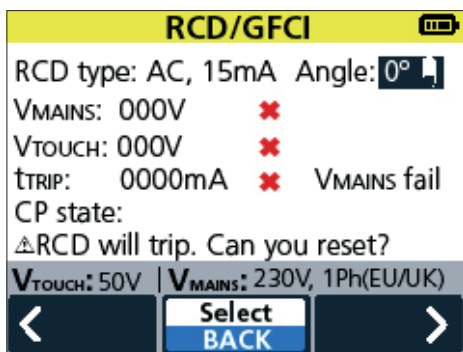 RCD/GFCI
RCD type: AC, 15mA Angle: 0°
VMAINS: 000V
VTOUCH: 000V
tTRIP: 0000mA VMAINS fail
CP state:
⚠RCD will trip. Can you reset?
VTOUCH: 50V | VMAINS: 230V, 1Ph(EU/UK)
Select
BACK